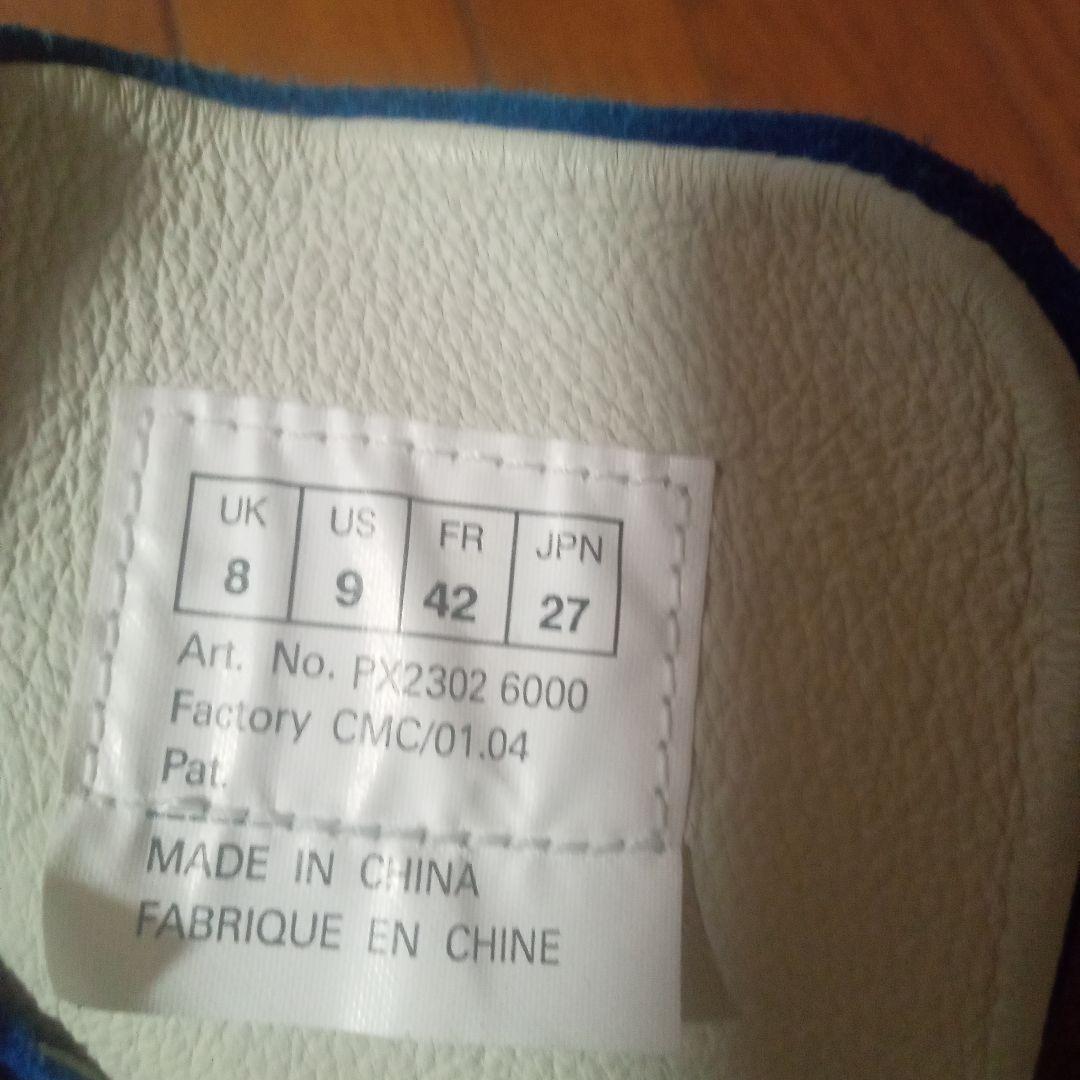 UK US FR JPN
8 9 42 27
Art. No. PX2302 6000
Factory CMC/01.04
Pat.
MADE IN CHINA
FABRIQUE EN CHINE